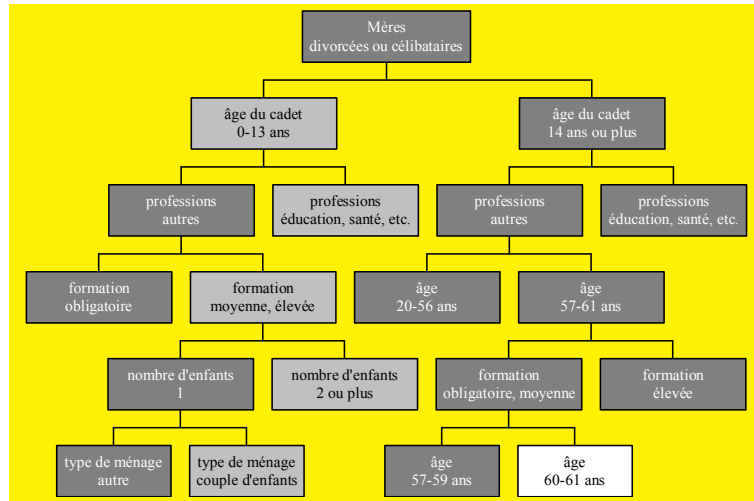 Mères
divorcées ou célibataires
âge du cadet
0-13 ans
âge du cadet
14 ans ou plus
professions
autres
professions
éducation, santé, etc.
professions
autres
professions
éducation, santé, etc.
formation
obligatoire
formation
moyenne, élevée
âge
20-56 ans
âge
57-61 ans
nombre d'enfants
1
nombre d'enfants
2 ou plus
formation
obligatoire, moyenne
formation
élevée
type de ménage
autre
type de ménage
couple d'enfants
âge
57-59 ans
âge
60-61 ans